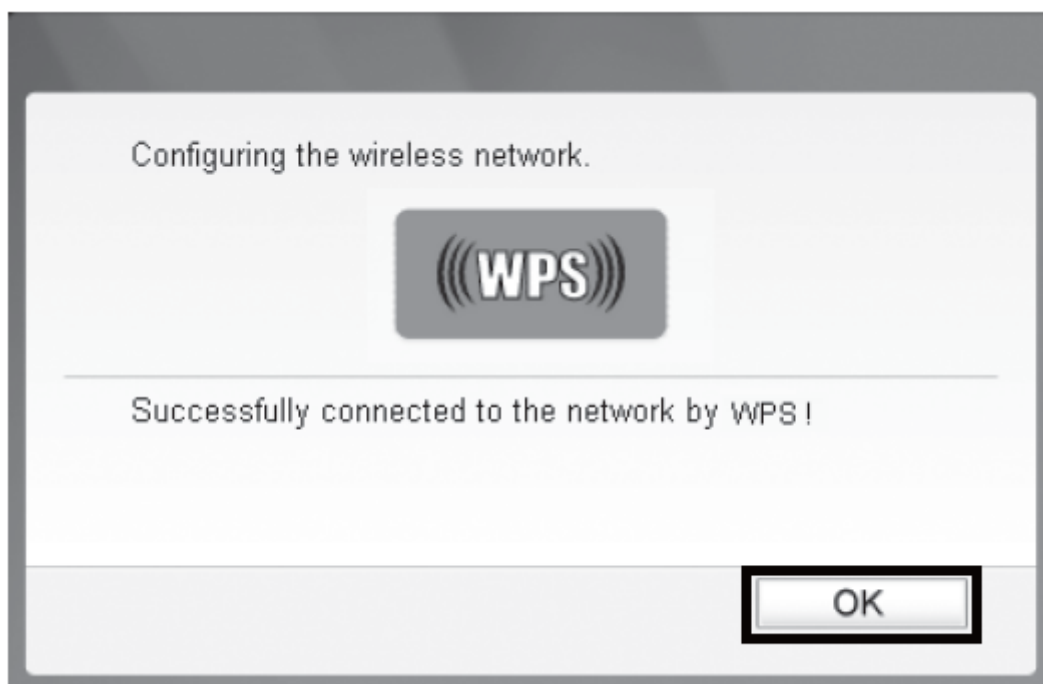 Configuring the wireless network.
WPS
Successfully connected to the network by WPS!
OK